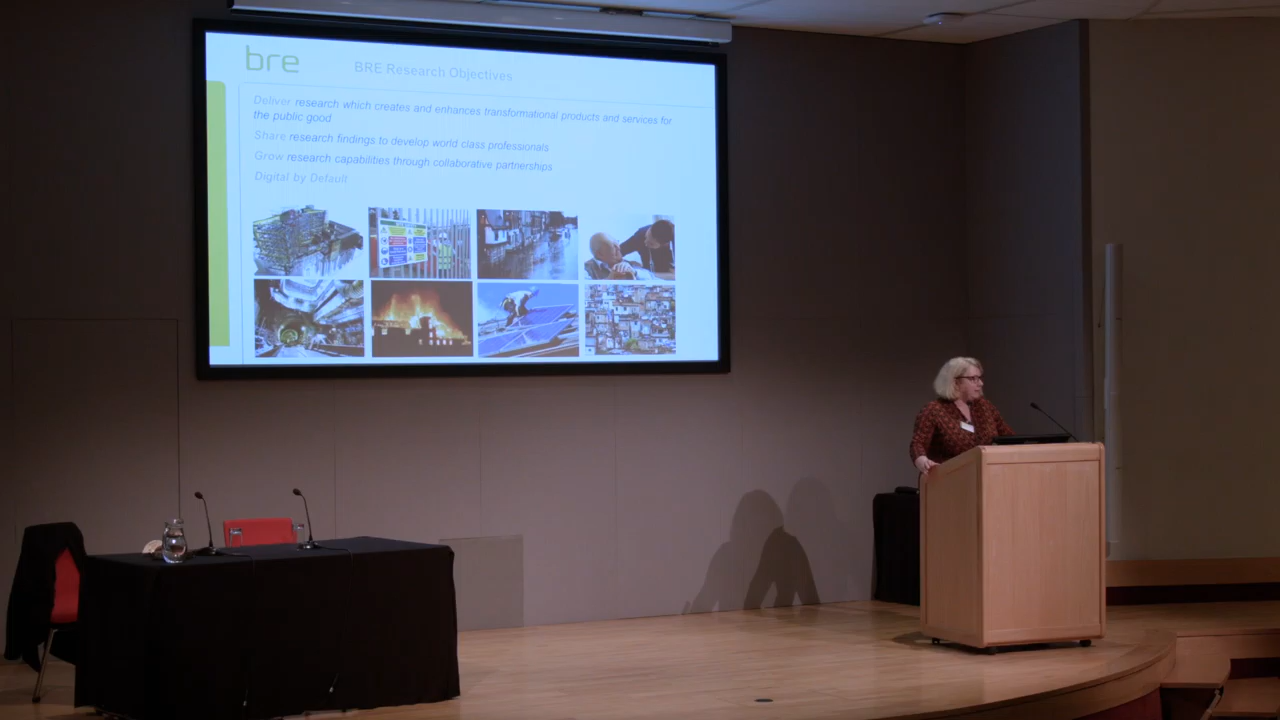 bre
BRE Research Objectives
Deliver research which creates and enhances transformational products and services for
the public good
Share research findings to develop world class professionals
Grow research capabilities through collaborative partnerships
Digital by Default